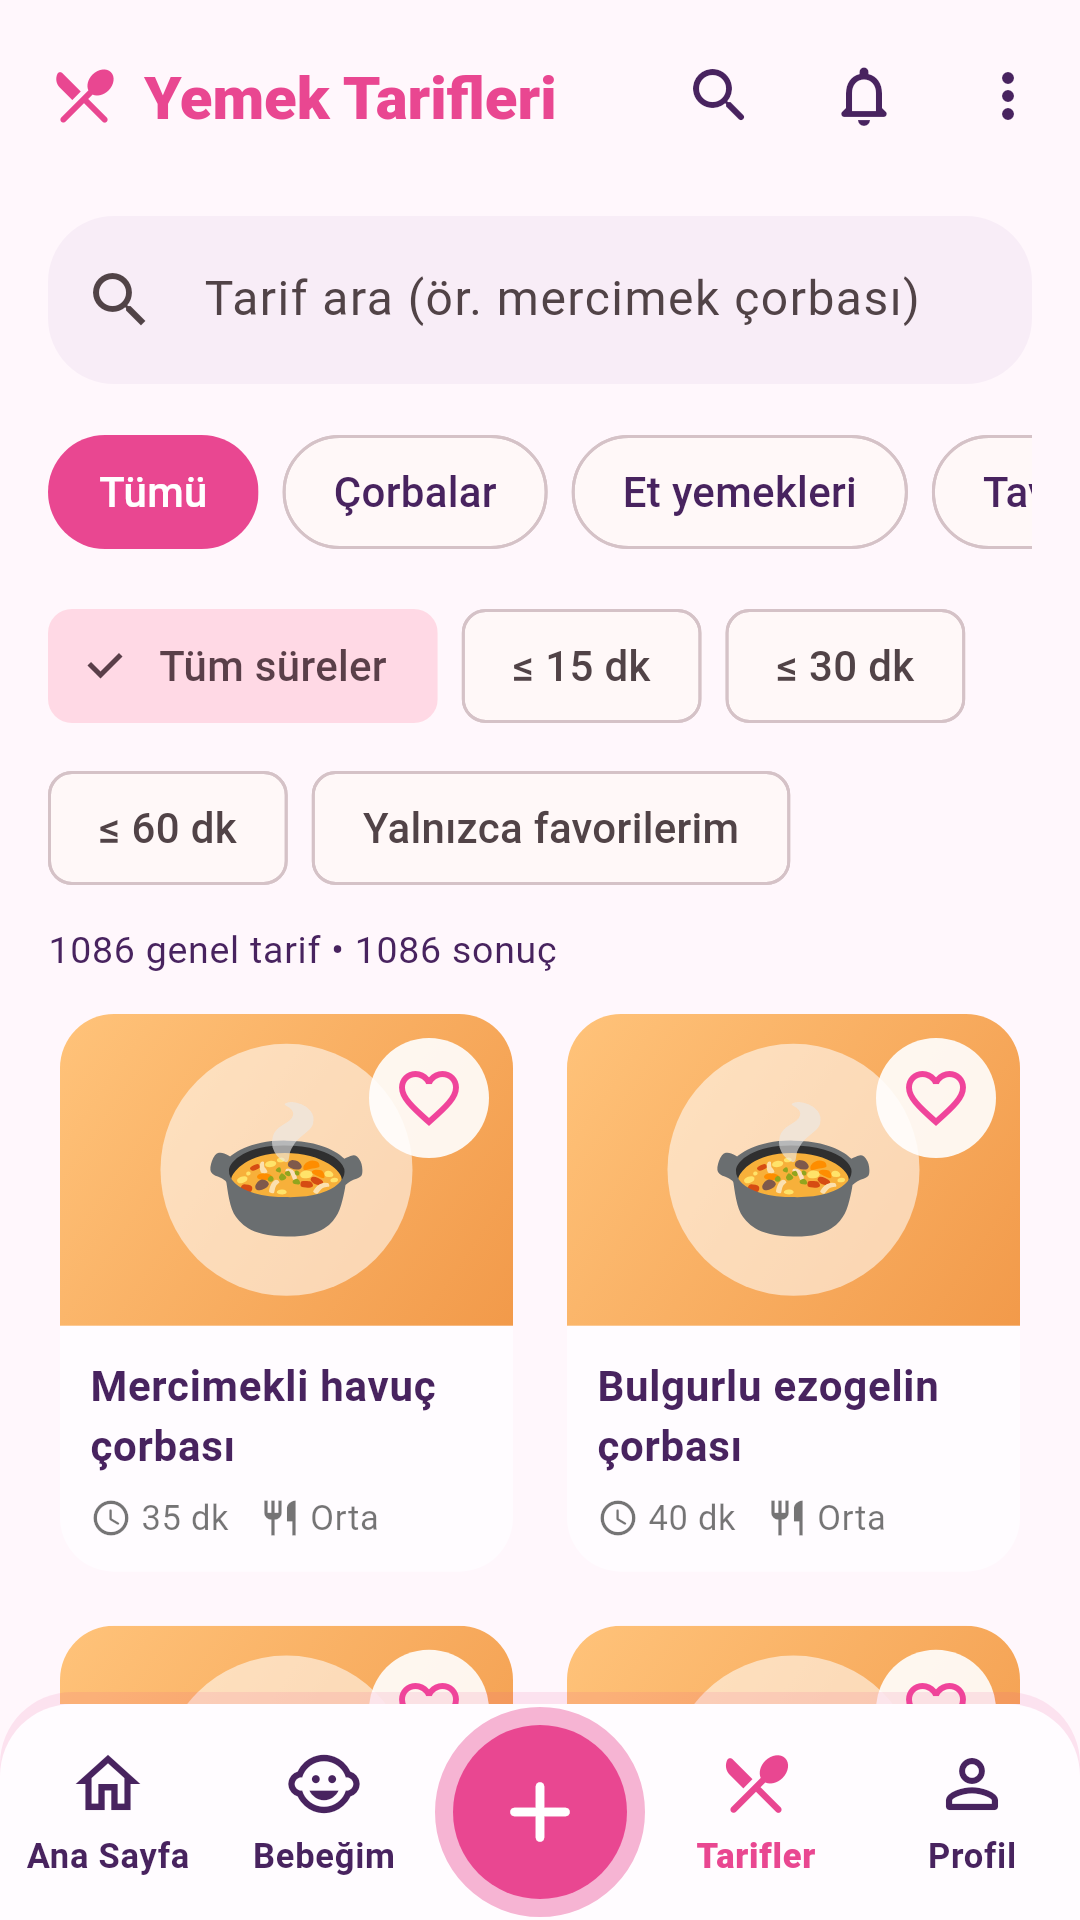 Yemek Tarifleri
Tarif ara (ör. mercimek çorbası)
Tümü
Çorbalar
Et yemekleri
Tüm süreler
≤ 15 dk
≤ 30 dk
≤ 60 dk
Yalnızca favorilerim
1086 genel tarif • 1086 sonuç
Mercimekli havuç
çorbası
35 dk
Orta
Bulgurlu ezogelin
çorbası
40 dk
Orta
Ana Sayfa
Bebeğim
Tarifler
Profil